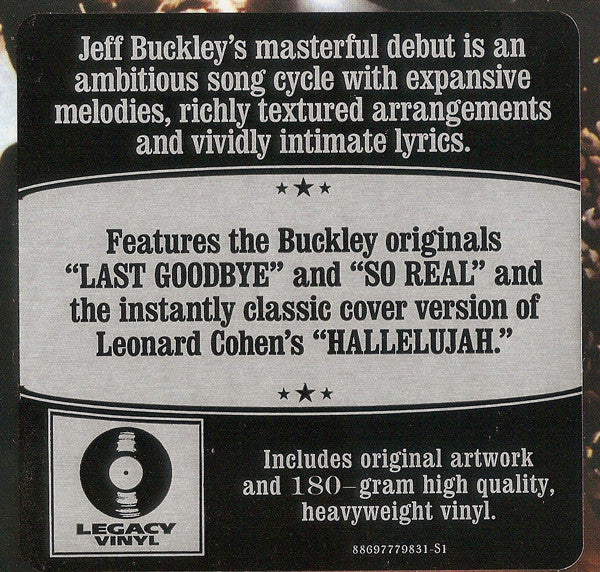 Jeff Buckley's masterful debut is an
ambitious song cycle with expansive
melodies, richly textured arrangements
and vividly intimate lyrics.
Features the Buckley originals
“LAST GOODBYE” and “SO REAL” and
the instantly classic cover version of
Leonard Cohen's “HALLELUJAH.”
LEGACY
VINYL
Includes original artwork
and 180-gram high quality,
heavyweight vinyl.
88697779831-S1